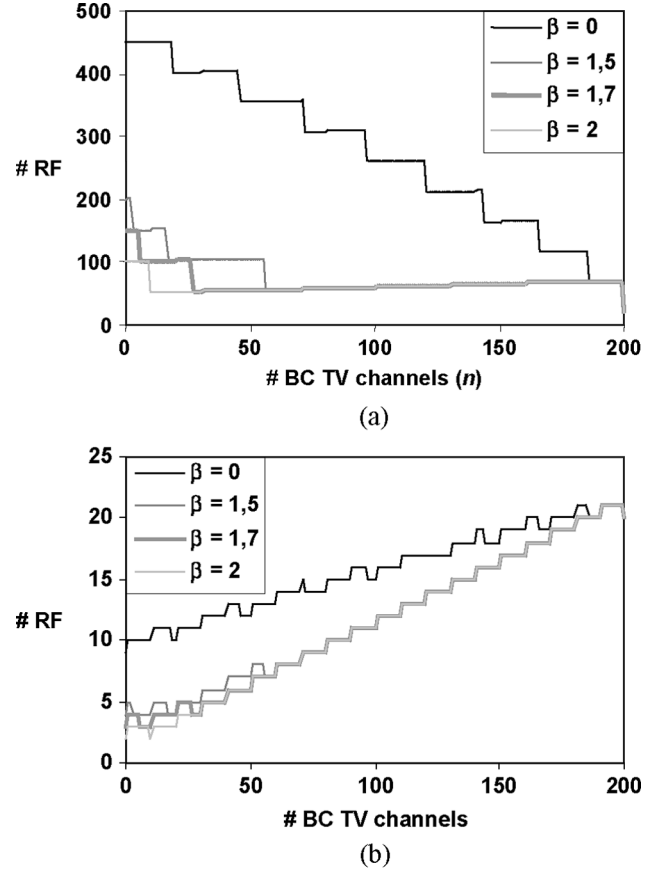 500
400
300
200
100
0
# RF
β = 0
β = 1,5
β = 1,7
β = 2
0 50 100 150 200
# BC TV channels (n)
(a)
25
20
15
10
5
0
# RF
β = 0
β = 1,5
β = 1,7
β = 2
0 50 100 150 200
# BC TV channels
(b)